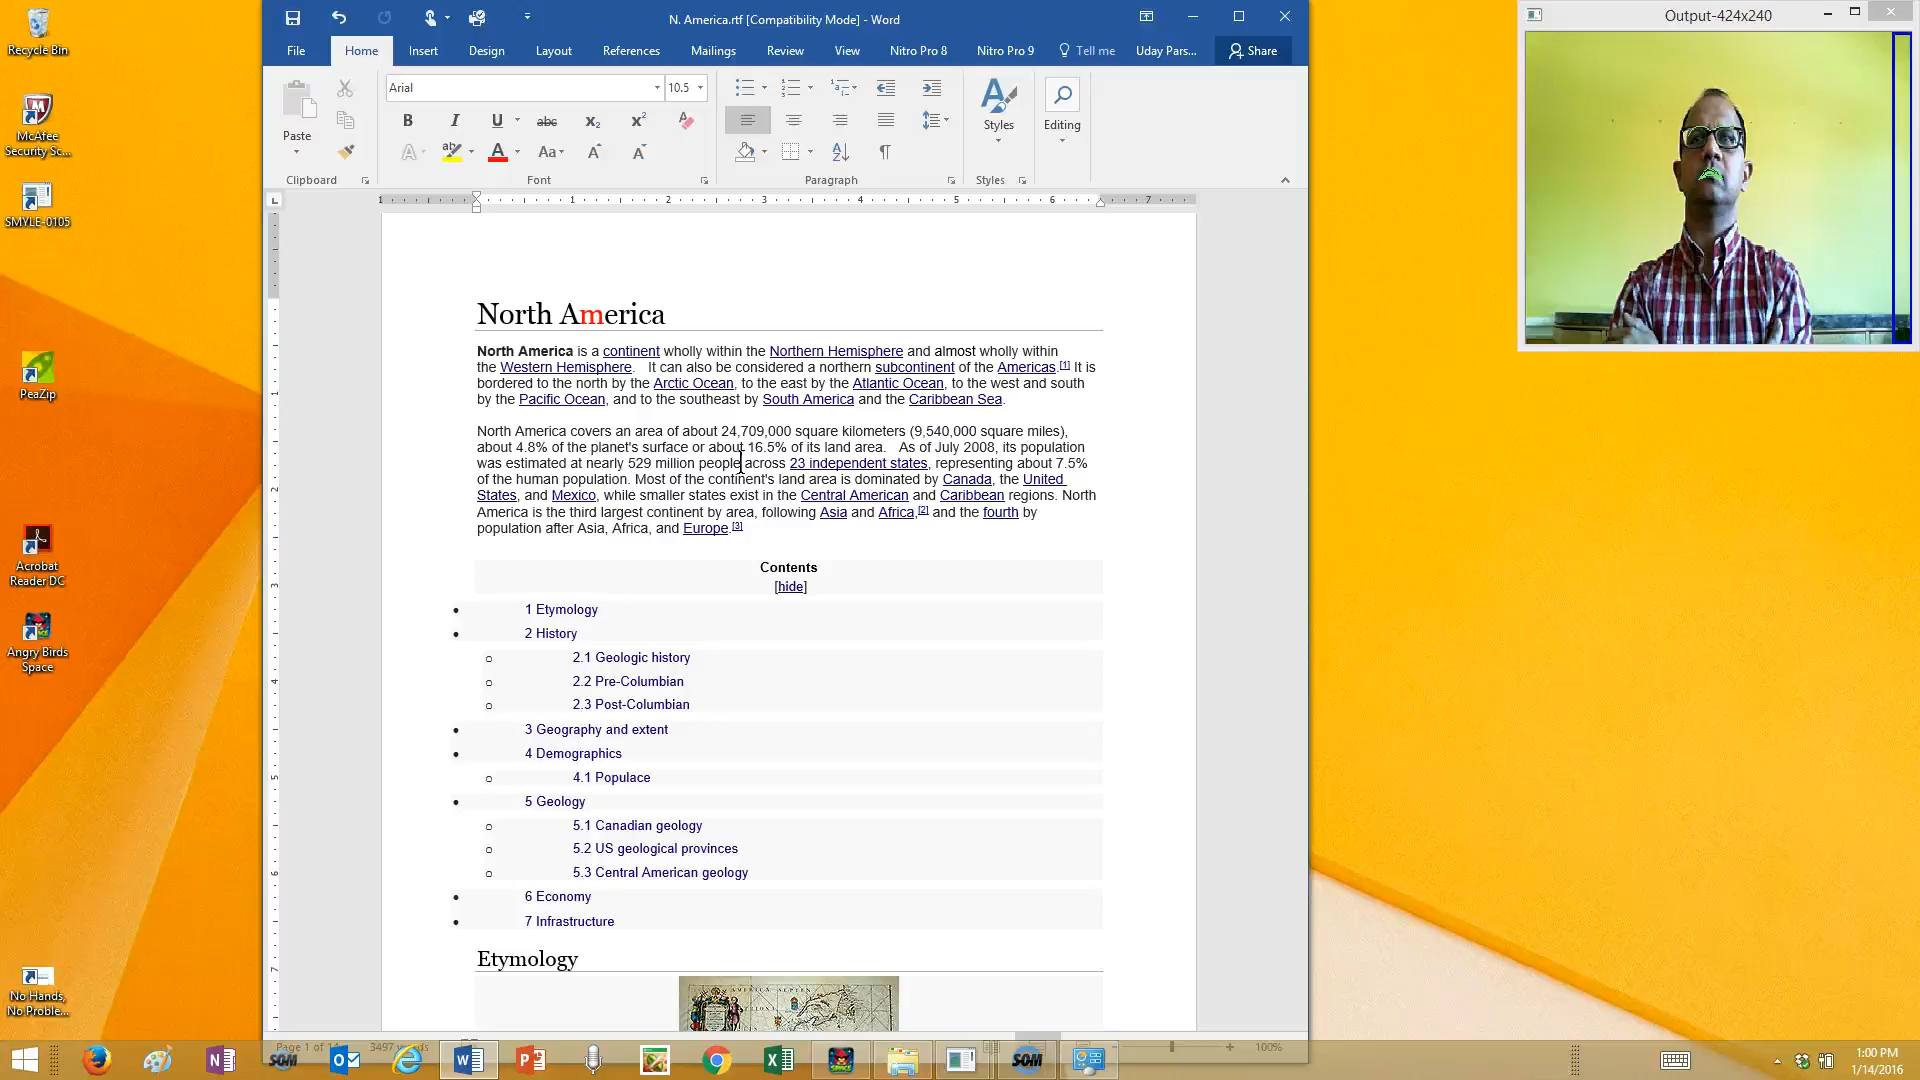 Recycle Bin
McAfee
Security Sc...
SMYLE-0105
PeaZip
Acrobat
Reader DC
Angry Birds
Space
No Hands,
No Proble...
N. America.rtf [Compatibility Mode] - Word
File Home Insert Design Layout References Mailings Review View Nitro Pro 8 Nitro Pro 9 Tell me Uday Pars... Share
Arial 10.5
Paste
Styles
Editing
Clipboard Font Paragraph Styles
North America
North America is a continent wholly within the Northern Hemisphere and almost wholly within
the Western Hemisphere. It can also be considered a northern subcontinent of the Americas.[1] It is
bordered to the north by the Arctic Ocean, to the east by the Atlantic Ocean, to the west and south
by the Pacific Ocean, and to the southeast by South America and the Caribbean Sea.
North America covers an area of about 24,709,000 square kilometers (9,540,000 square miles),
about 4.8% of the planet's surface or about 16.5% of its land area. As of July 2008, its population
was estimated at nearly 529 million people across 23 independent states, representing about 7.5%
of the human population. Most of the continent's land area is dominated by Canada, the United
States, and Mexico, while smaller states exist in the Central American and Caribbean regions. North
America is the third largest continent by area, following Asia and Africa,[2] and the fourth by
population after Asia, Africa, and Europe.[3]
Contents
[hide]
1 Etymology
2 History
2.1 Geologic history
2.2 Pre-Columbian
2.3 Post-Columbian
3 Geography and extent
4 Demographics
4.1 Populace
5 Geology
5.1 Canadian geology
5.2 US geological provinces
5.3 Central American geology
6 Economy
7 Infrastructure
Etymology
Page 1 of
3497 words
100%
Output-424x240
1:00 PM
1/14/2016